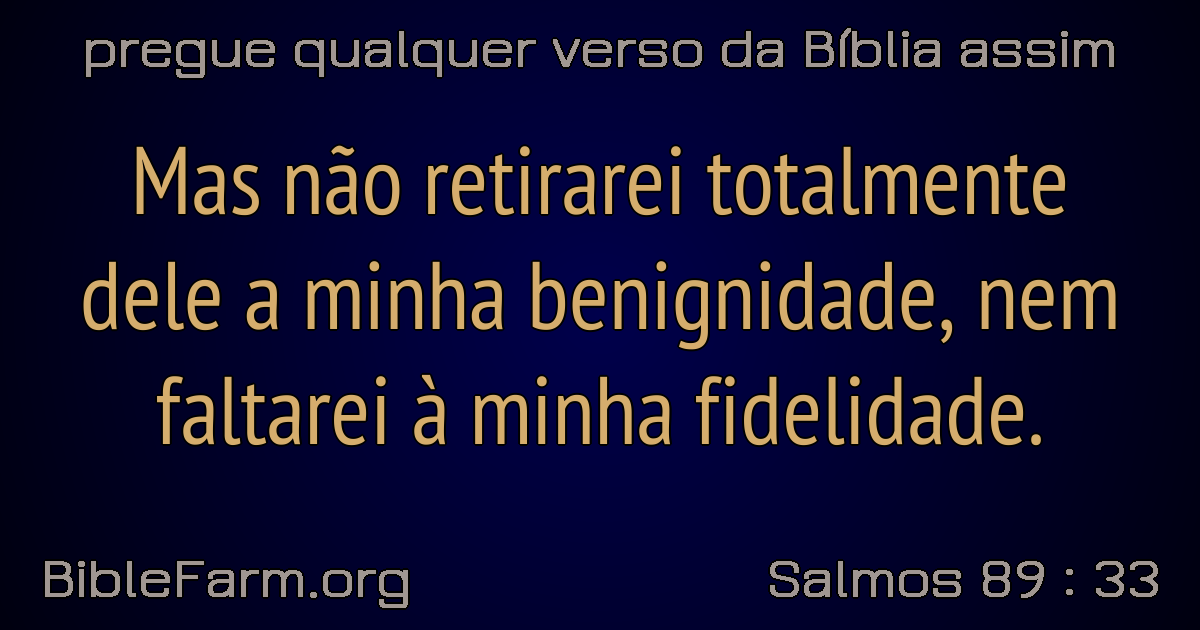 pregue qualquer verso da Bíblia assim
Mas não retirarei totalmente
dele a minha benignidade, nem
faltarei à minha fidelidade.
BibleFarm.org
Salmos 89 : 33